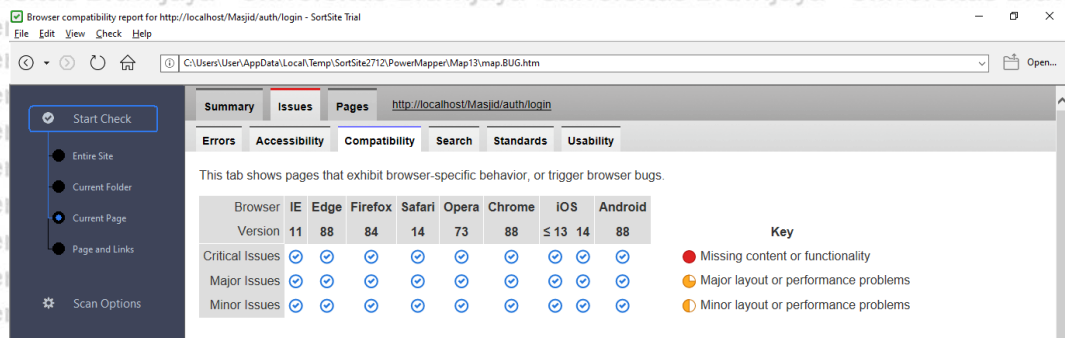 Browser compatibility report for http://localhost/Masjid/auth/login - SortSite Trial
File Edit View Check Help
C:\Users\User\AppData\Local\Temp\SortSite2712\PowerMapper\Map13\map.BUG.htm
Open...
Start Check
Entire Site
Current Folder
Current Page
Page and Links
Scan Options
Summary Issues Pages http://localhost/Masjid/auth/login
Errors Accessibility Compatibility Search Standards Usability
This tab shows pages that exhibit browser-specific behavior, or trigger browser bugs.
Browser IE Edge Firefox Safari Opera Chrome iOS Android
Version 11 88 84 14 73 88 ≤ 13 14 88
Critical Issues
Major Issues
Minor Issues
Key
Missing content or functionality
Major layout or performance problems
Minor layout or performance problems